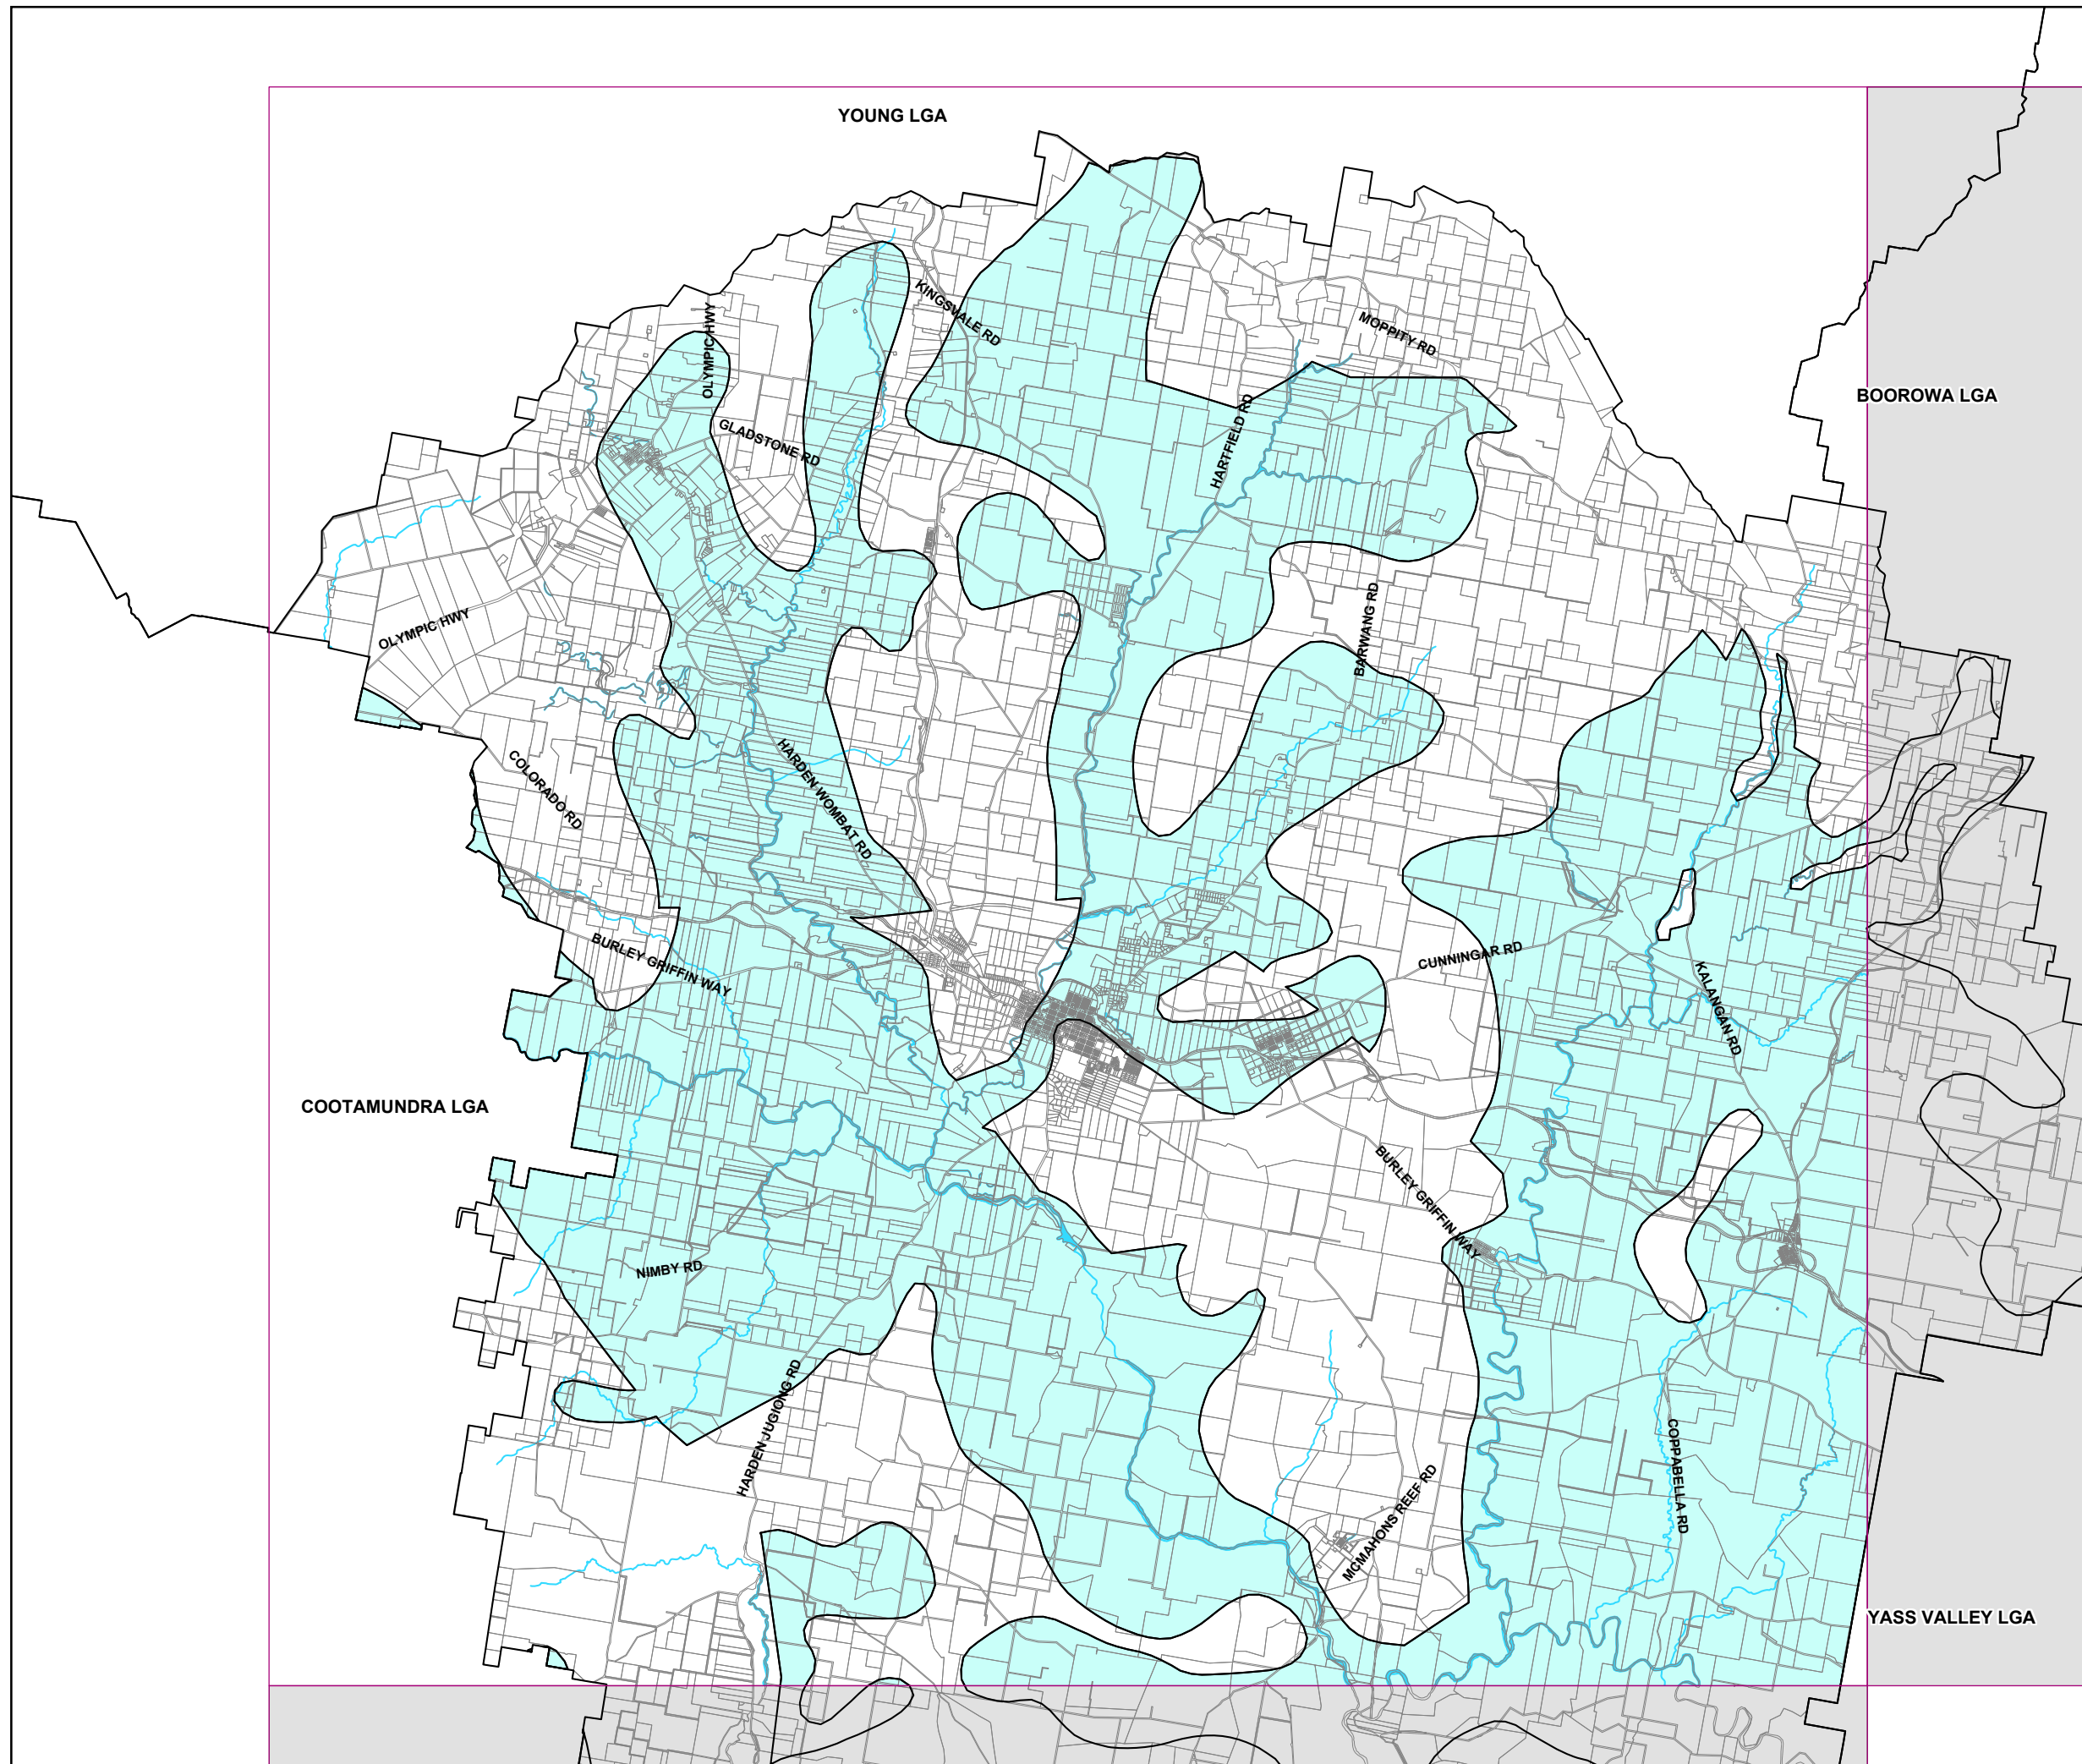 YOUNG LGA
KINGSVALE RD
MOPPITY RD
OLYMPIC HWY
BOOROWA LGA
GLADSTONE RD
HARTFIELD RD
OLYMPIC HWY
BARWANG RD
COLORADO RD
HARDEN WOMBAT RD
BURLEY GRIFFIN WAY
CUNNINGAR RD
KALANGAN RD
COOTAMUNDRA LGA
BURLEY GRIFFIN WAY
NIMBY RD
HARDEN JUGIONG RD
COPPABELLA RD
MCMAHONS REEF RD
YASS VALLEY LGA